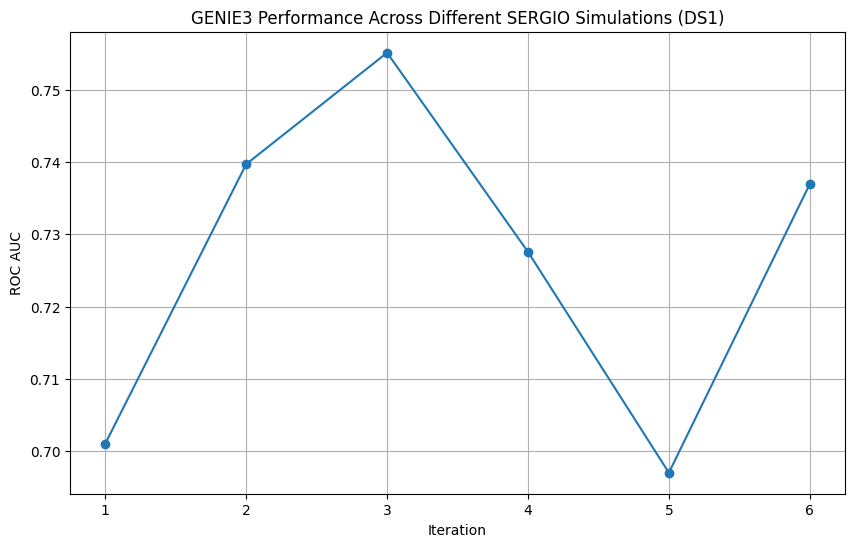 GENIE3 Performance Across Different SERGIO Simulations (DS1)
ROC AUC
0.75
0.74
0.73
0.72
0.71
0.70
1 2 3 4 5 6
Iteration